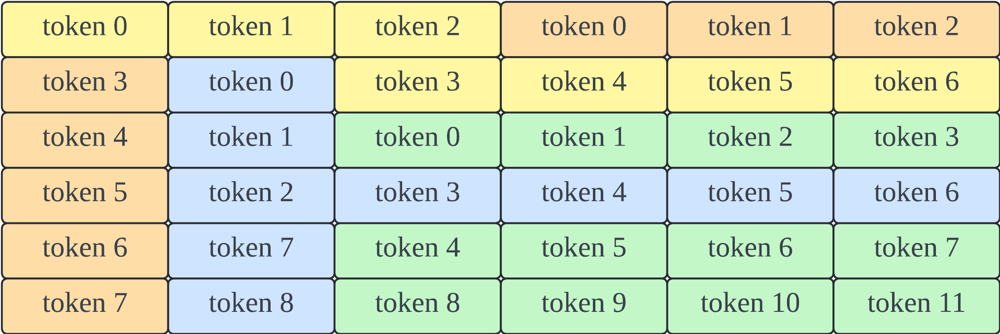 token 0 token 1 token 2 token 0 token 1 token 2
token 3 token 0 token 3 token 4 token 5 token 6
token 4 token 1 token 0 token 1 token 2 token 3
token 5 token 2 token 3 token 4 token 5 token 6
token 6 token 7 token 4 token 5 token 6 token 7
token 7 token 8 token 8 token 9 token 10 token 11